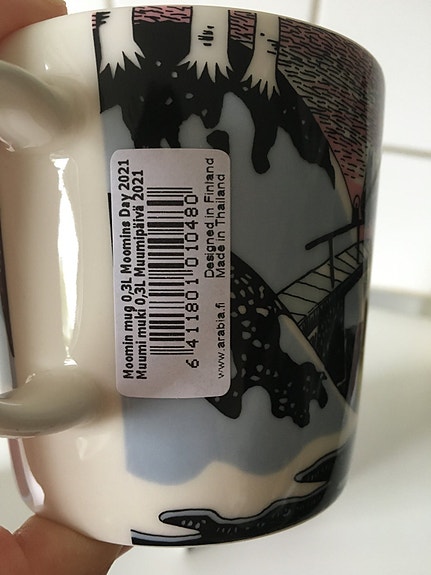 Moomin mug 0,3L Moomins Day 2021
Muumi muki 0,3L Muumipäivä 2021
6 411801 010480
Designed in Finland
www.arabia.fi Made in Thailand